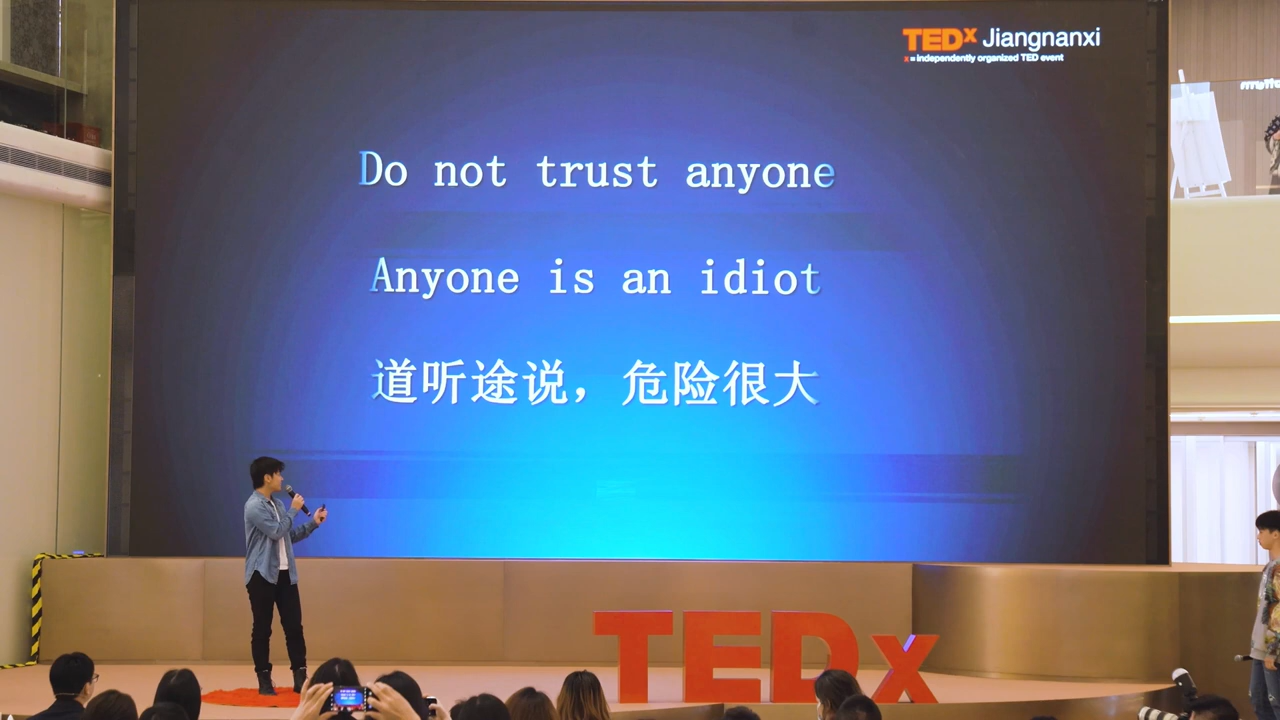 TEDx Jiangnanxi
x = independently organized TED event
Do not trust anyone
Anyone is an idiot
道听途说，危险很大
TEDx